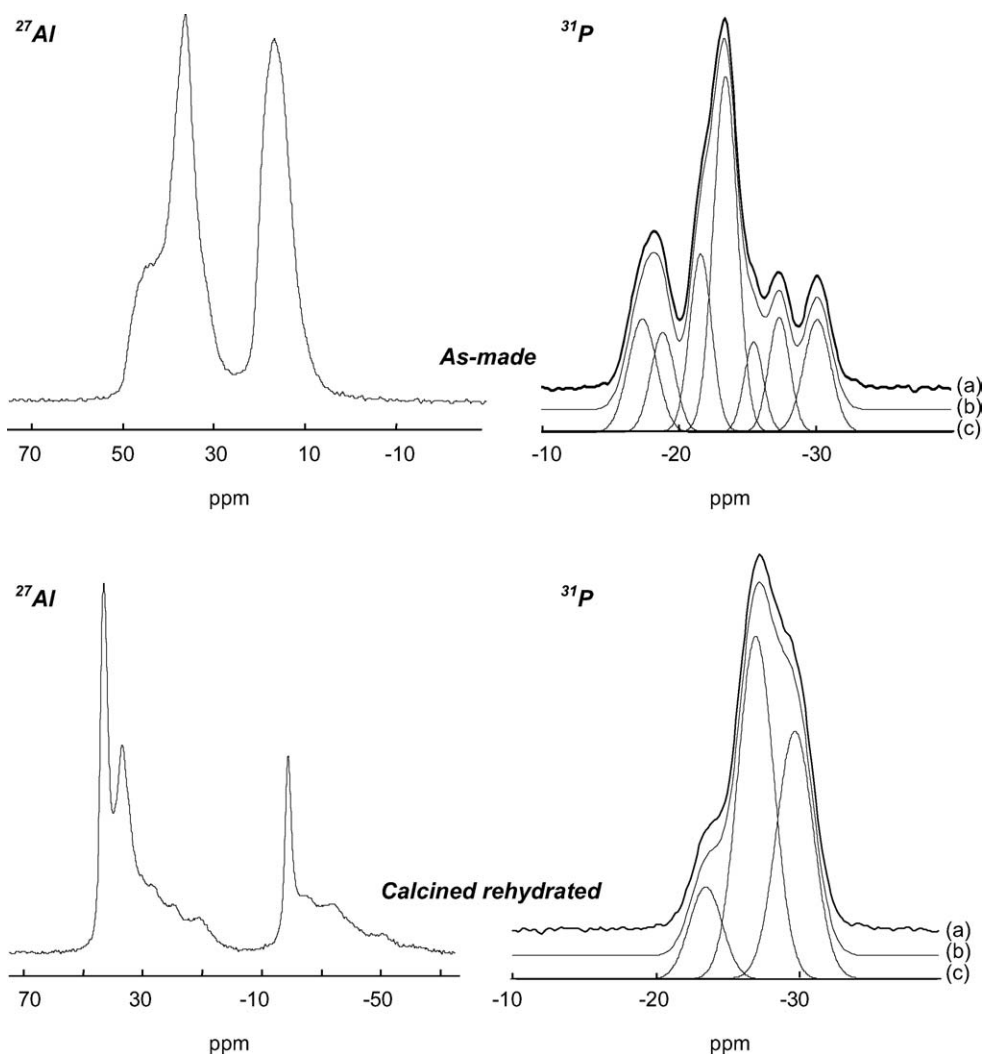 27Al
31P
As-made
(a)
(b)
(c)
70 50 30 10 -10
-10 -20 -30
ppm
ppm
27Al
31P
Calcined rehydrated
(a)
(b)
(c)
70 30 -10 -50
-10 -20 -30
ppm
ppm